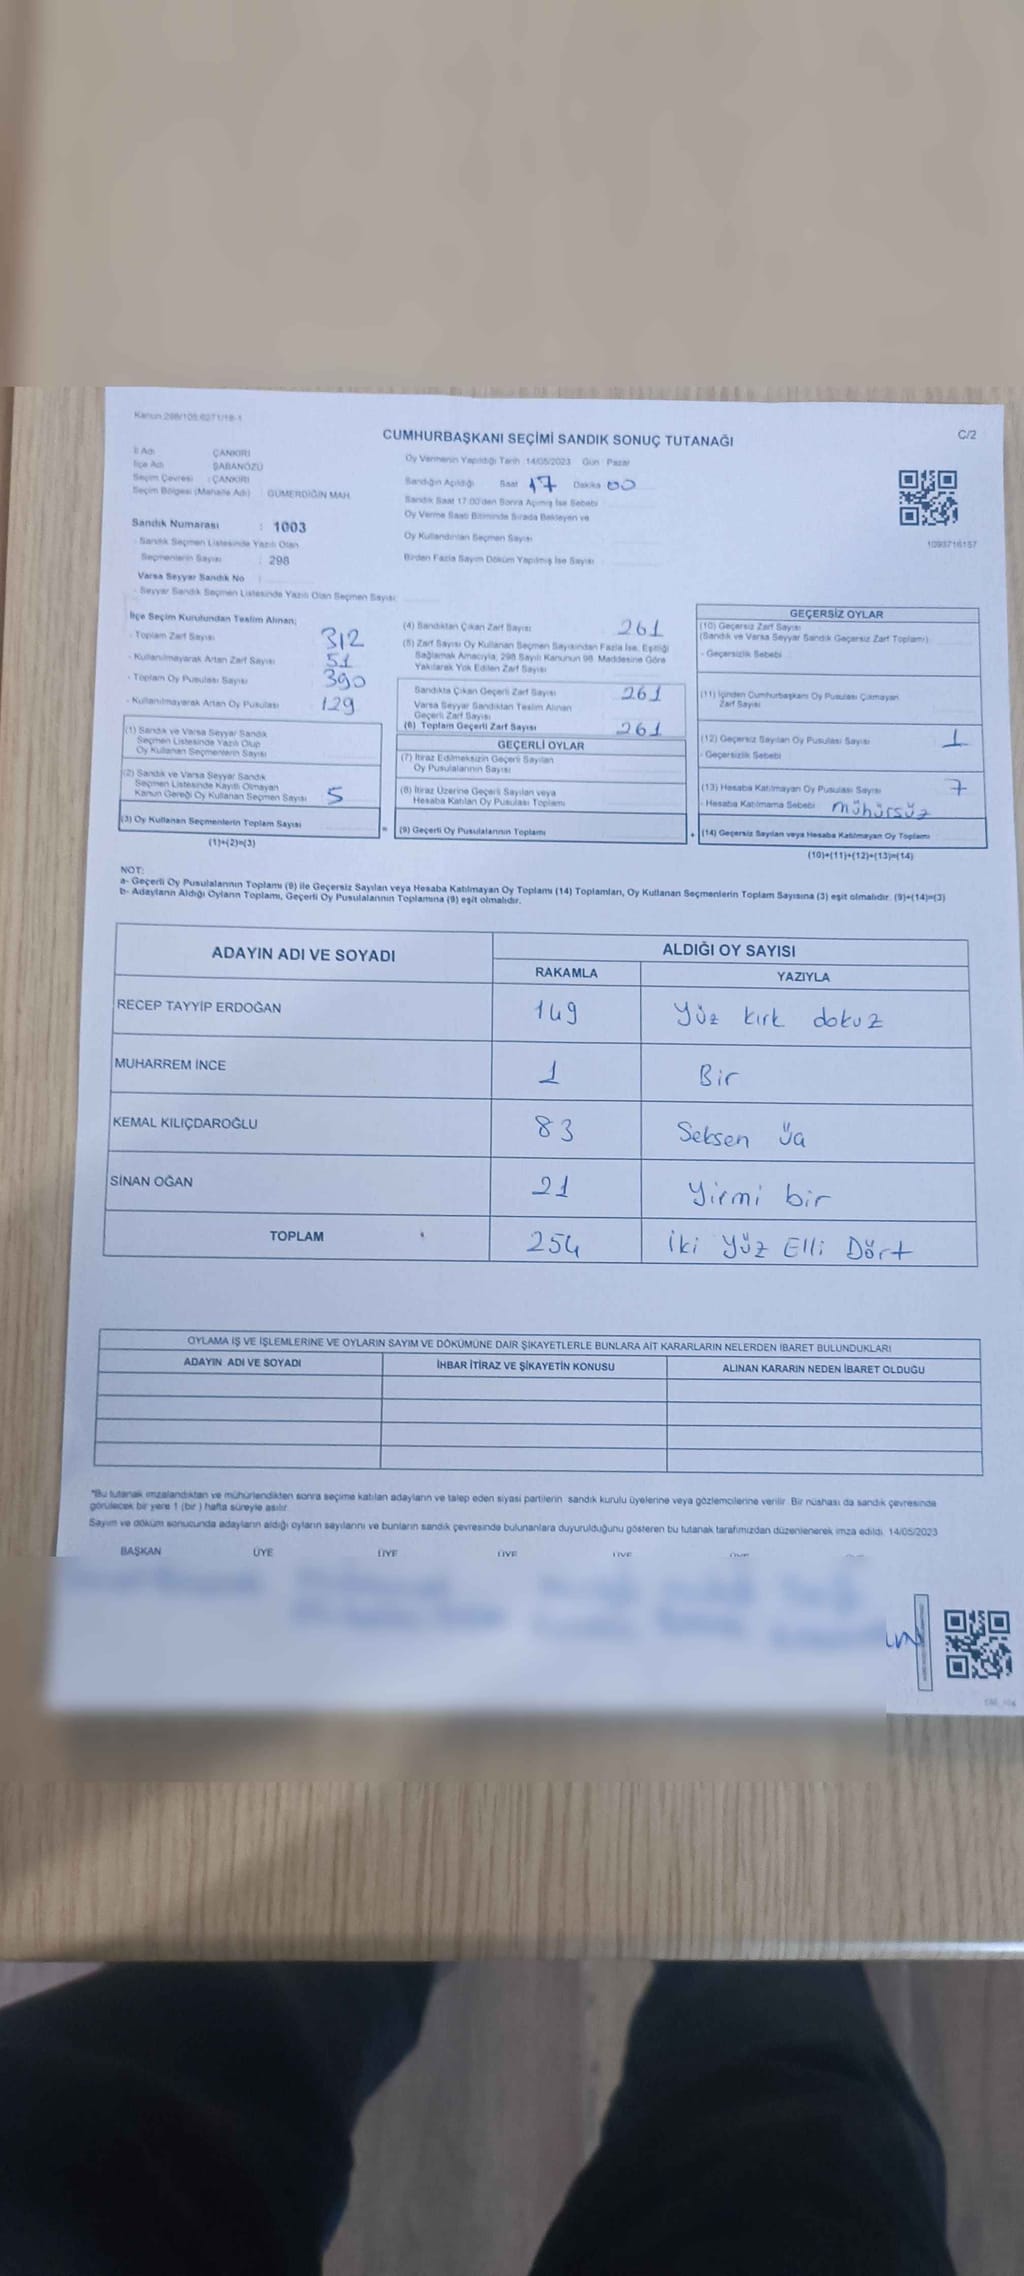 Kanun 298/105;6271/18-1
CUMHURBAŞKANI SEÇİMİ SANDIK SONUÇ TUTANAĞI
C/2
İl Adı : ÇANKIRI
İlçe Adı : ŞABANÖZÜ
Seçim Çevresi : ÇANKIRI
Seçim Bölgesi (Mahalle Adı) : GÜMERDİĞİN MAH.
Sandık Numarası : 1003
- Sandık Seçmen Listesinde Yazılı Olan
Seçmenlerin Sayısı : 298
Varsa Seyyar Sandık No :
- Seyyar Sandık Seçmen Listesinde Yazılı Olan Seçmen Sayısı:
Oy Vermenin Yapıldığı Tarih :14/05/2023 Gün : Pazar
Sandığın Açıldığı Saat 17 Dakika 00
Sandık Saat 17.00'den Sonra Açılmış İse Sebebi
Oy Verme Saati Bitiminde Sırada Bekleyen ve
Oy Kullandırılan Seçmen Sayısı
Birden Fazla Sayım Döküm Yapılmış İse Sayısı
1093716157
İlçe Seçim Kurulundan Teslim Alınan;
- Toplam Zarf Sayısı 312
- Kullanılmayarak Artan Zarf Sayısı 51
- Toplam Oy Pusulası Sayısı 390
- Kullanılmayarak Artan Oy Pusulası 129
(1) Sandık ve Varsa Seyyar Sandık
Seçmen Listesinde Yazılı Olup
Oy Kullanan Seçmenlerin Sayısı
(2) Sandık ve Varsa Seyyar Sandık
Seçmen Listesinde Kayıtlı Olmayan
Kanun Gereği Oy Kullanan Seçmen Sayısı 5
(3) Oy Kullanan Seçmenlerin Toplam Sayısı
(1)+(2)=(3)
(4) Sandıktan Çıkan Zarf Sayısı 261
(5) Zarf Sayısı Oy Kullanan Seçmen Sayısından Fazla İse, Eşitliği
Sağlamak Amacıyla, 298 Sayılı Kanunun 98. Maddesine Göre
Yakılarak Yok Edilen Zarf Sayısı
Sandıkta Çıkan Geçerli Zarf Sayısı 261
Varsa Seyyar Sandıktan Teslim Alınan
Geçerli Zarf Sayısı
(6) Toplam Geçerli Zarf Sayısı 261
GEÇERLİ OYLAR
(7) İtiraz Edilmeksizin Geçerli Sayılan
Oy Pusulalarının Sayısı
(8) İtiraz Üzerine Geçerli Sayılan veya
Hesaba Katılan Oy Pusulası Toplamı
= (9) Geçerli Oy Pusulalarının Toplamı
GEÇERSİZ OYLAR
(10) Geçersiz Zarf Sayısı
(Sandık ve Varsa Seyyar Sandık Geçersiz Zarf Toplamı)
- Geçersizlik Sebebi
(11) İçinden Cumhurbaşkanı Oy Pusulası Çıkmayan
Zarf Sayısı
(12) Geçersiz Sayılan Oy Pusulası Sayısı 1
- Geçersizlik Sebebi
(13) Hesaba Katılmayan Oy Pusulası Sayısı 7
- Hesaba Katılmama Sebebi mühürsüz
+ (14) Geçersiz Sayılan veya Hesaba Katılmayan Oy Toplamı
(10)+(11)+(12)+(13)=(14)
NOT:
a- Geçerli Oy Pusulalarının Toplamı (9) ile Geçersiz Sayılan veya Hesaba Katılmayan Oy Toplamı (14) Toplamları, Oy Kullanan Seçmenlerin Toplam Sayısına (3) eşit olmalıdır. (9)+(14)=(3)
b- Adayların Aldığı Oyların Toplamı, Geçerli Oy Pusulalarının Toplamına (9) eşit olmalıdır.
ADAYIN ADI VE SOYADI
ALDIĞI OY SAYISI
RAKAMLA YAZIYLA
RECEP TAYYİP ERDOĞAN 149 Yüz kırk dokuz
MUHARREM İNCE 1 Bir
KEMAL KILIÇDAROĞLU 83 Seksen Üç
SİNAN OĞAN 21 Yirmi bir
TOPLAM 254 İki Yüz Elli Dört
OYLAMA İŞ VE İŞLEMLERİNE VE OYLARIN SAYIM VE DÖKÜMÜNE DAİR ŞİKAYETLERLE BUNLARA AİT KARARLARIN NELERDEN İBARET BULUNDUKLARI
ADAYIN ADI VE SOYADI İHBAR İTİRAZ VE ŞİKAYETİN KONUSU ALINAN KARARIN NEDEN İBARET OLDUĞU
*Bu tutanak imzalandıktan ve mühürlendikten sonra seçime katılan adayların ve talep eden siyasi partilerin sandık kurulu üyelerine veya gözlemcilerine verilir. Bir nüshası da sandık çevresinde
görülecek bir yere 1 (bir ) hafta süreyle asılır.
Sayım ve döküm sonucunda adayların aldığı oyların sayılarını ve bunların sandık çevresinde bulunanlara duyurulduğunu gösteren bu tutanak tarafımızdan düzenlenerek imza edildi. 14/05/2023
BAŞKAN ÜYE ÜYE ÜYE ÜYE